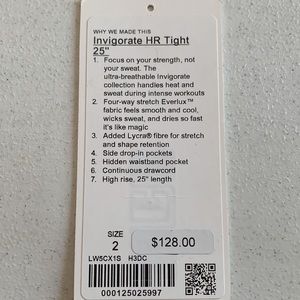 WHY WE MADE THIS
Invigorate HR Tight
25"
1. Focus on your strength, not
your sweat. The
ultra-breathable Invigorate
collection handles heat and
sweat during intense workouts
2. Four-way stretch Everlux™
fabric feels smooth and cool,
wicks sweat, and dries so fast
it's like magic
3. Added Lycra® fibre for stretch
and shape retention
4. Side drop-in pockets
5. Hidden waistband pocket
6. Continuous drawcord
7. High rise, 25" length
SIZE
2
$128.00
LW5CX1S H3DC
000125025997